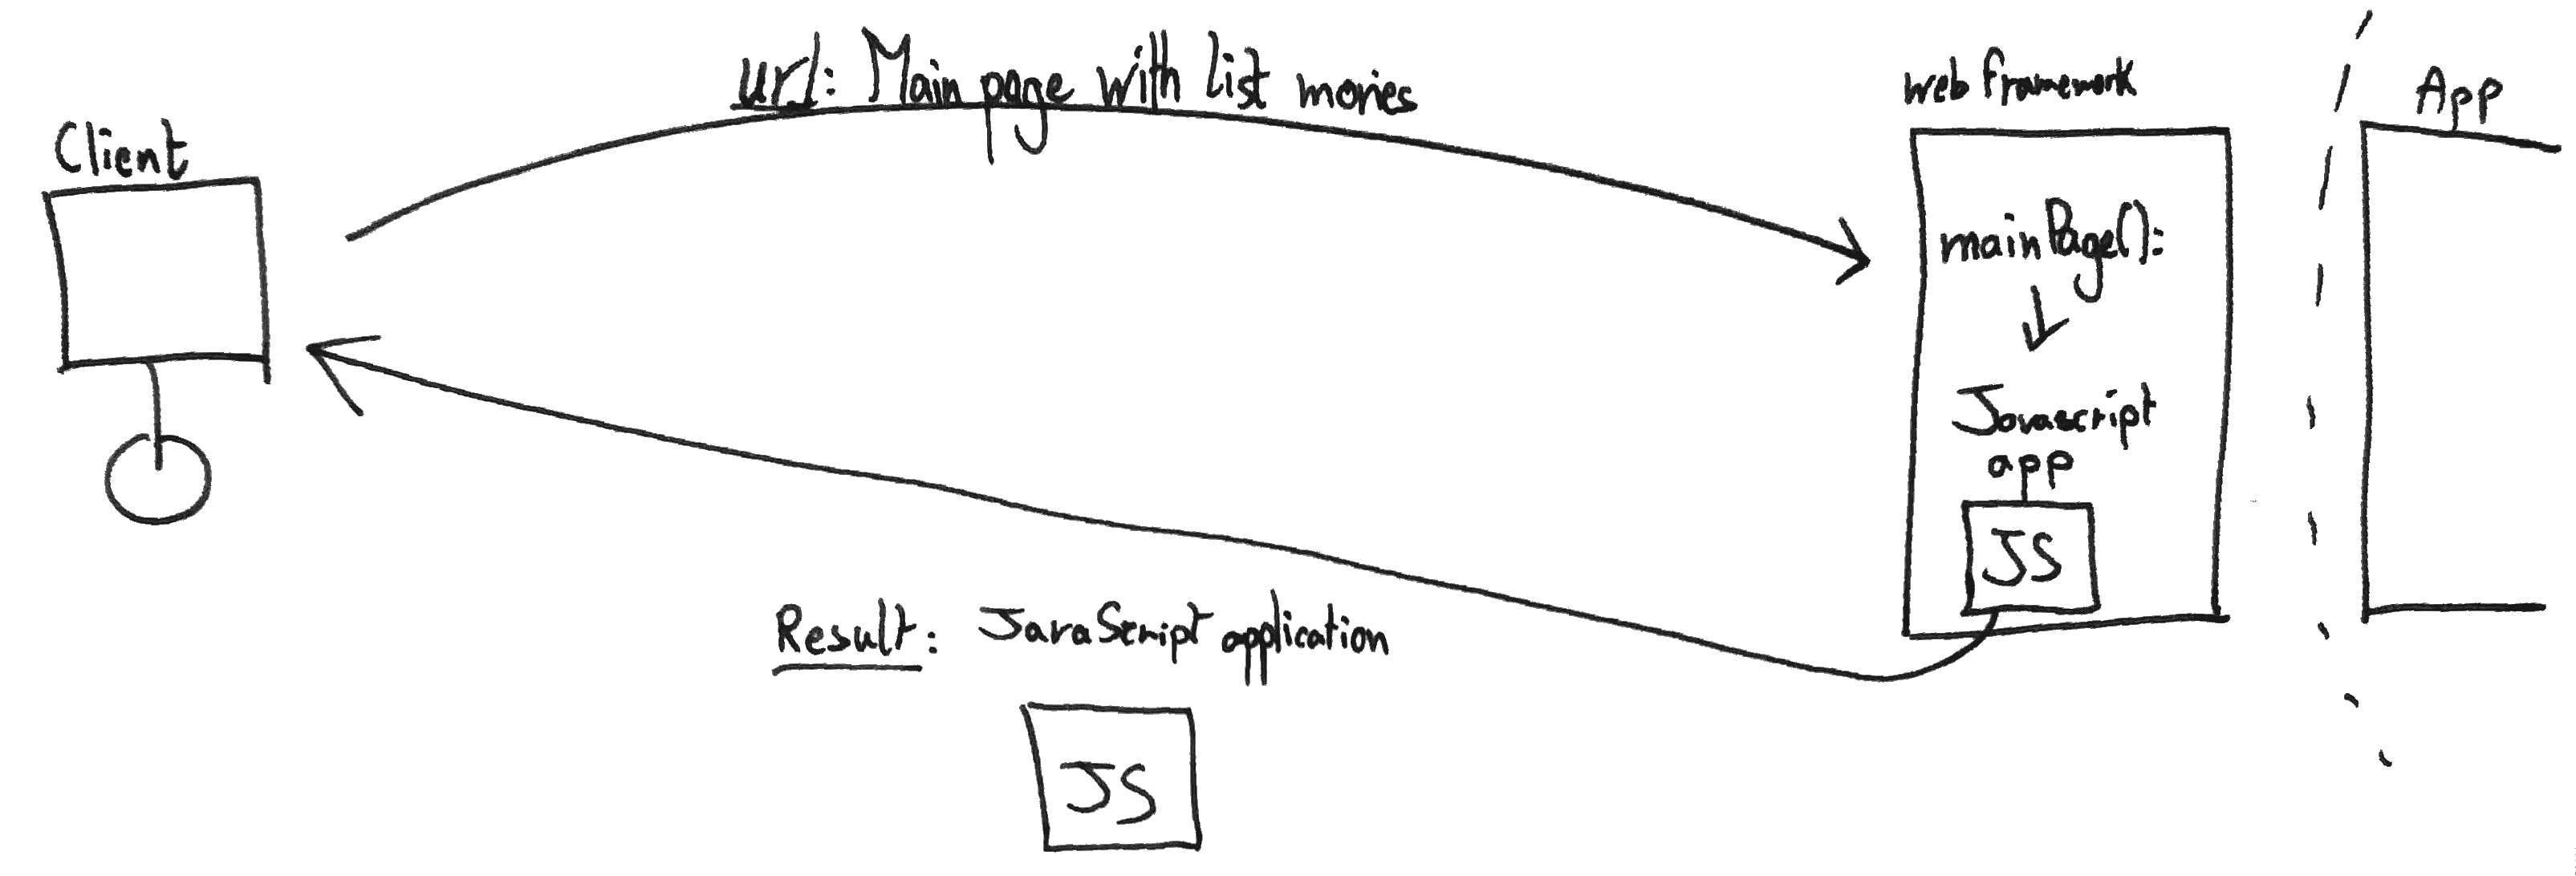 url: Main page with list movies
web framework
App
Client
mainPage():
Javascript
app
JS
Result: JavaScript application
JS